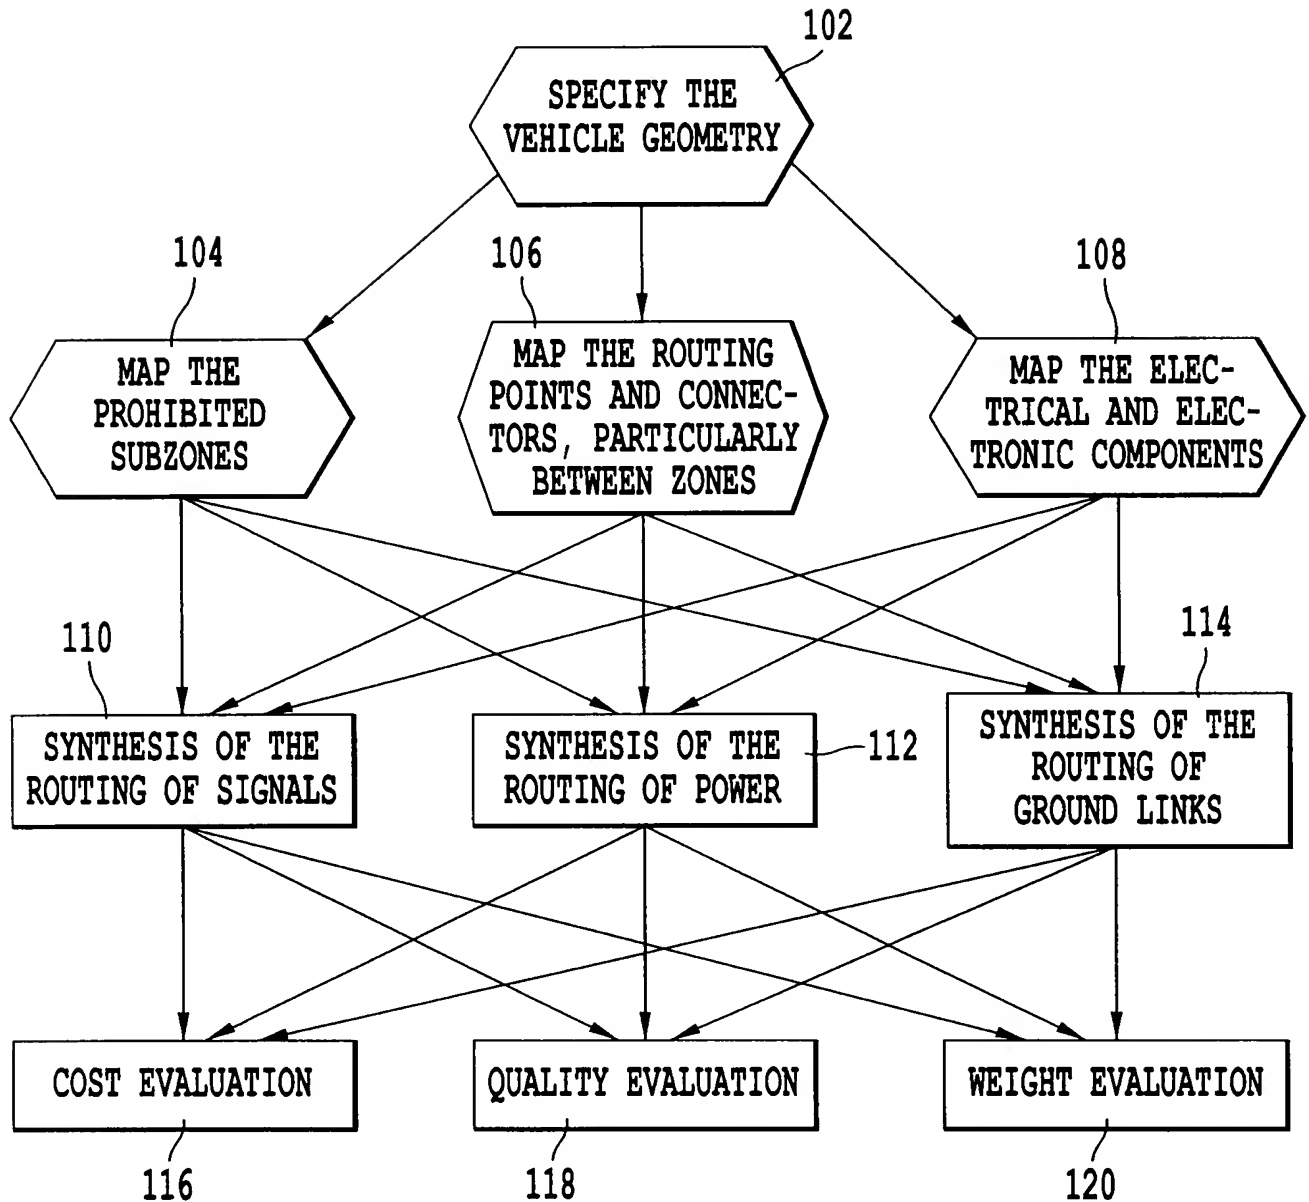 102
SPECIFY THE
VEHICLE GEOMETRY
104
106
108
MAP THE
PROHIBITED
SUBZONES
MAP THE ROUTING
POINTS AND CONNEC-
TORS, PARTICULARLY
BETWEEN ZONES
MAP THE ELEC-
TRICAL AND ELEC-
TRONIC COMPONENTS
110
114
SYNTHESIS OF THE
ROUTING OF SIGNALS
SYNTHESIS OF THE
ROUTING OF POWER
112
SYNTHESIS OF THE
ROUTING OF
GROUND LINKS
COST EVALUATION
QUALITY EVALUATION
WEIGHT EVALUATION
116
118
120